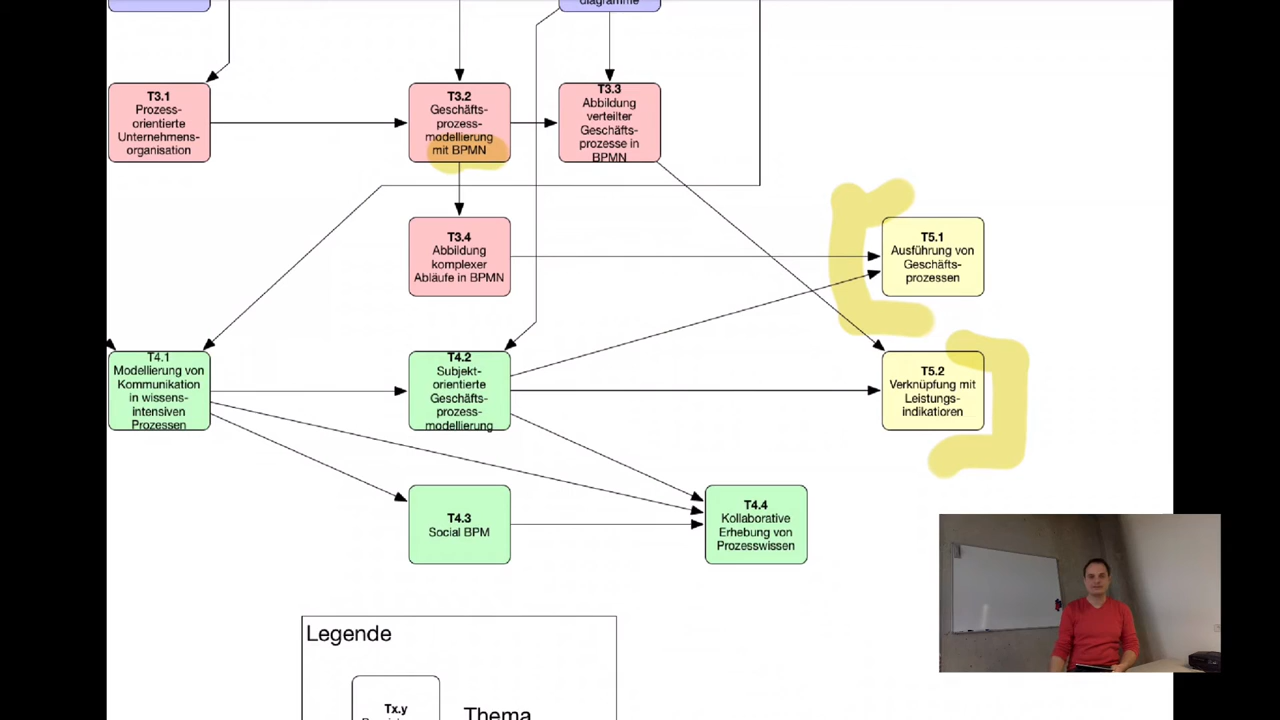 diagramme
T3.1
Prozess-
orientierte
Unternehmens-
organisation
T3.2
Geschäfts-
prozess-
modellierung
mit BPMN
T3.3
Abbildung
verteilter
Geschäfts-
prozesse in
BPMN
T3.4
Abbildung
komplexer
Abläufe in BPMN
T5.1
Ausführung von
Geschäfts-
prozessen
T4.1
Modellierung von
Kommunikation
in wissens-
intensiven
Prozessen
T4.2
Subjekt-
orientierte
Geschäfts-
prozess-
modellierung
T5.2
Verknüpfung mit
Leistungs-
indikatioren
T4.3
Social BPM
T4.4
Kollaborative
Erhebung von
Prozesswissen
Legende
Tx.y
Thema